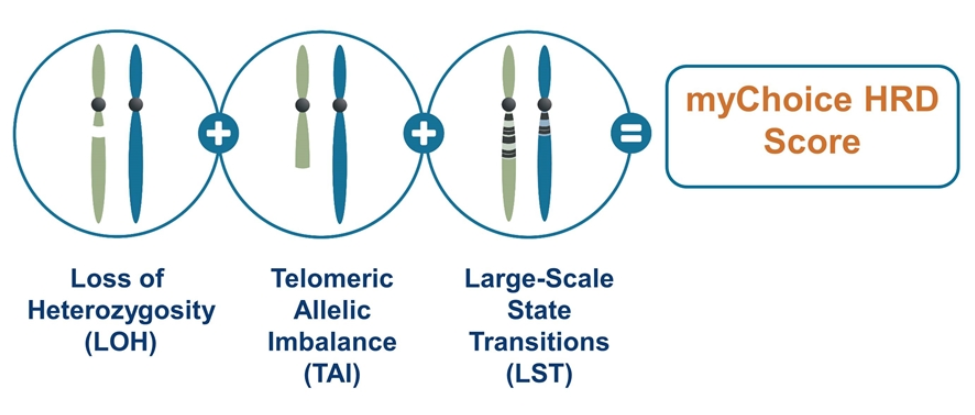 + + =
myChoice HRD
Score
Loss of
Heterozygosity
(LOH)
Telomeric
Allelic
Imbalance
(TAI)
Large-Scale
State
Transitions
(LST)